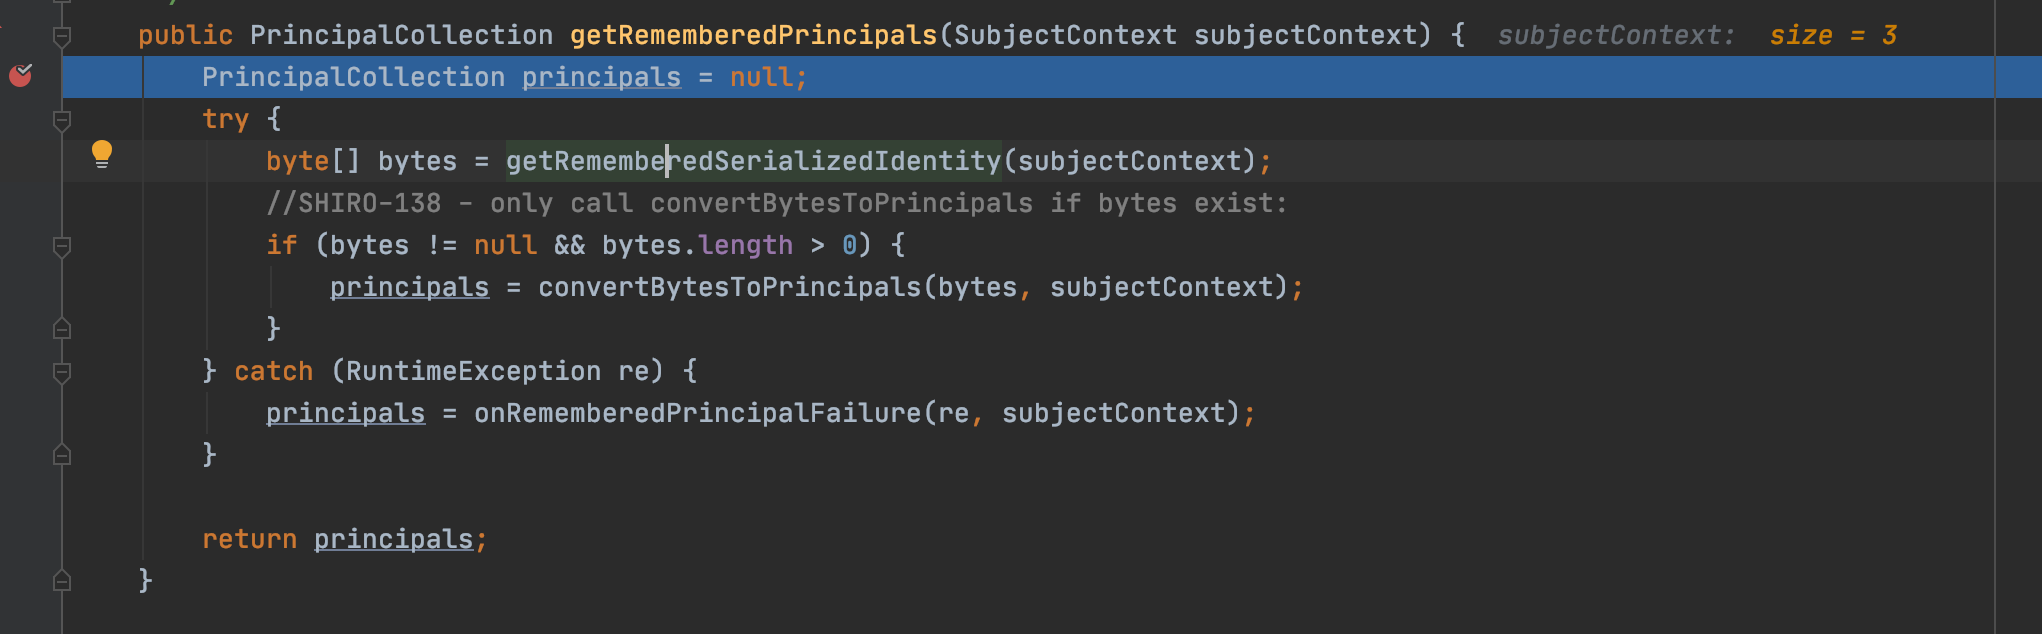 public PrincipalCollection getRememberedPrincipals(SubjectContext subjectContext) { subjectContext: size = 3
PrincipalCollection principals = null;
try {
byte[] bytes = getRememberedSerializedIdentity(subjectContext);
//SHIRO-138 - only call convertBytesToPrincipals if bytes exist:
if (bytes != null && bytes.length > 0) {
principals = convertBytesToPrincipals(bytes, subjectContext);
}
} catch (RuntimeException re) {
principals = onRememberedPrincipalFailure(re, subjectContext);
}
return principals;
}